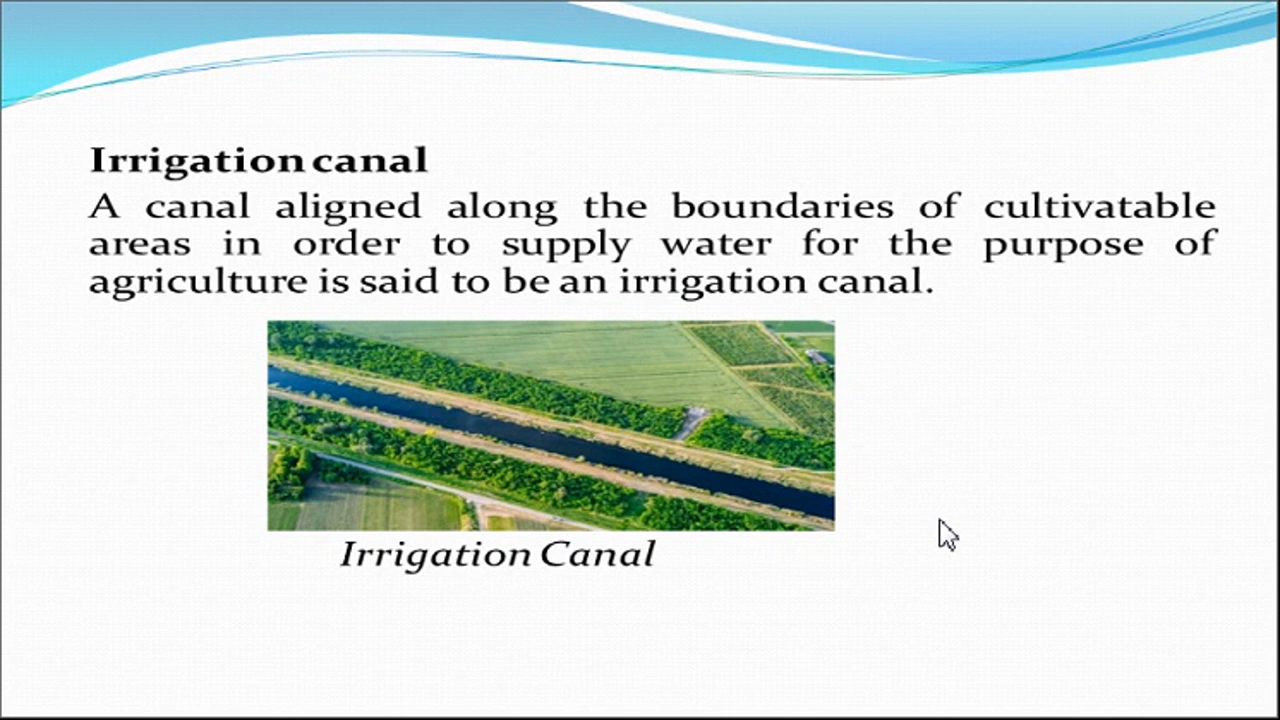 Irrigation canal
A canal aligned along the boundaries of cultivatable
areas in order to supply water for the purpose of
agriculture is said to be an irrigation canal.
Irrigation Canal